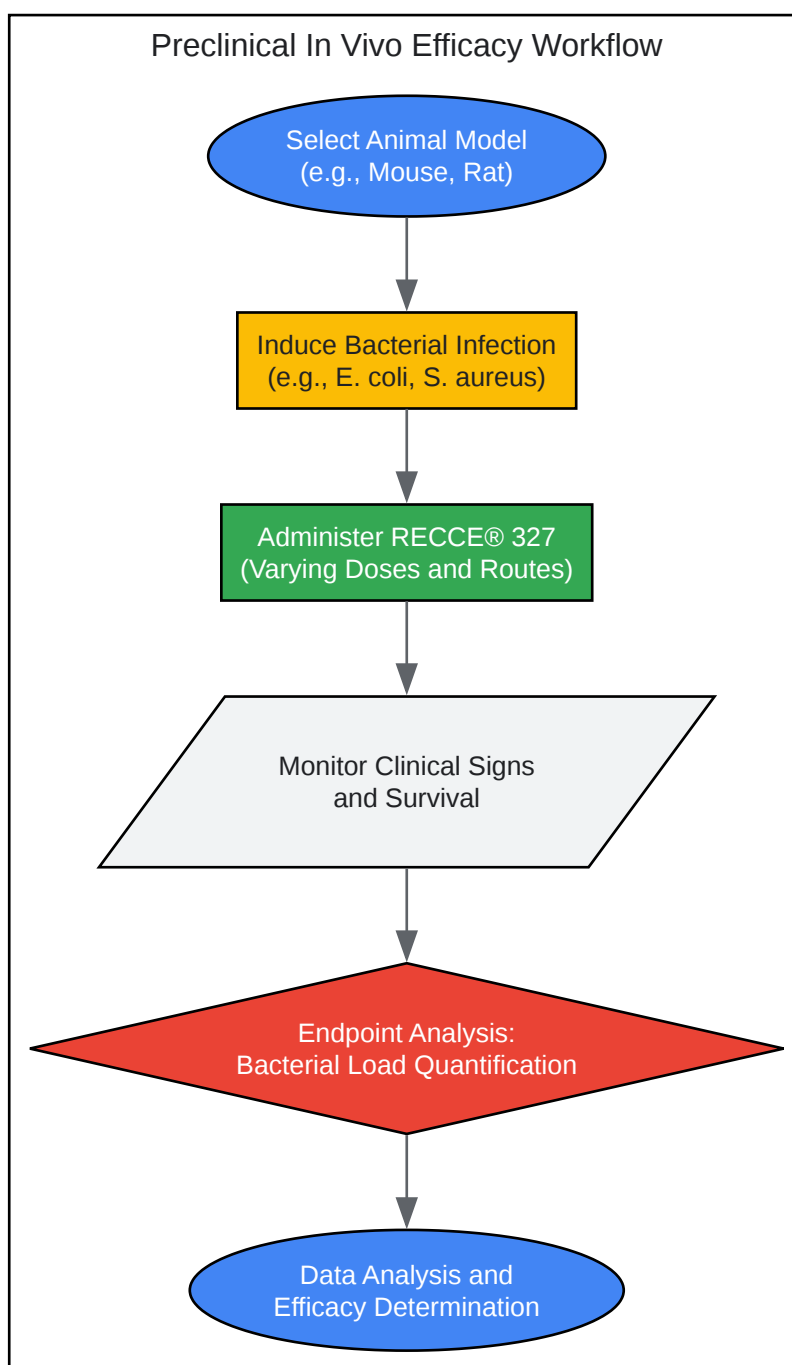 Preclinical In Vivo Efficacy Workflow
Select Animal Model
(e.g., Mouse, Rat)
Induce Bacterial Infection
(e.g., E. coli, S. aureus)
Administer RECCE® 327
(Varying Doses and Routes)
Monitor Clinical Signs
and Survival
Endpoint Analysis:
Bacterial Load Quantification
Data Analysis and
Efficacy Determination